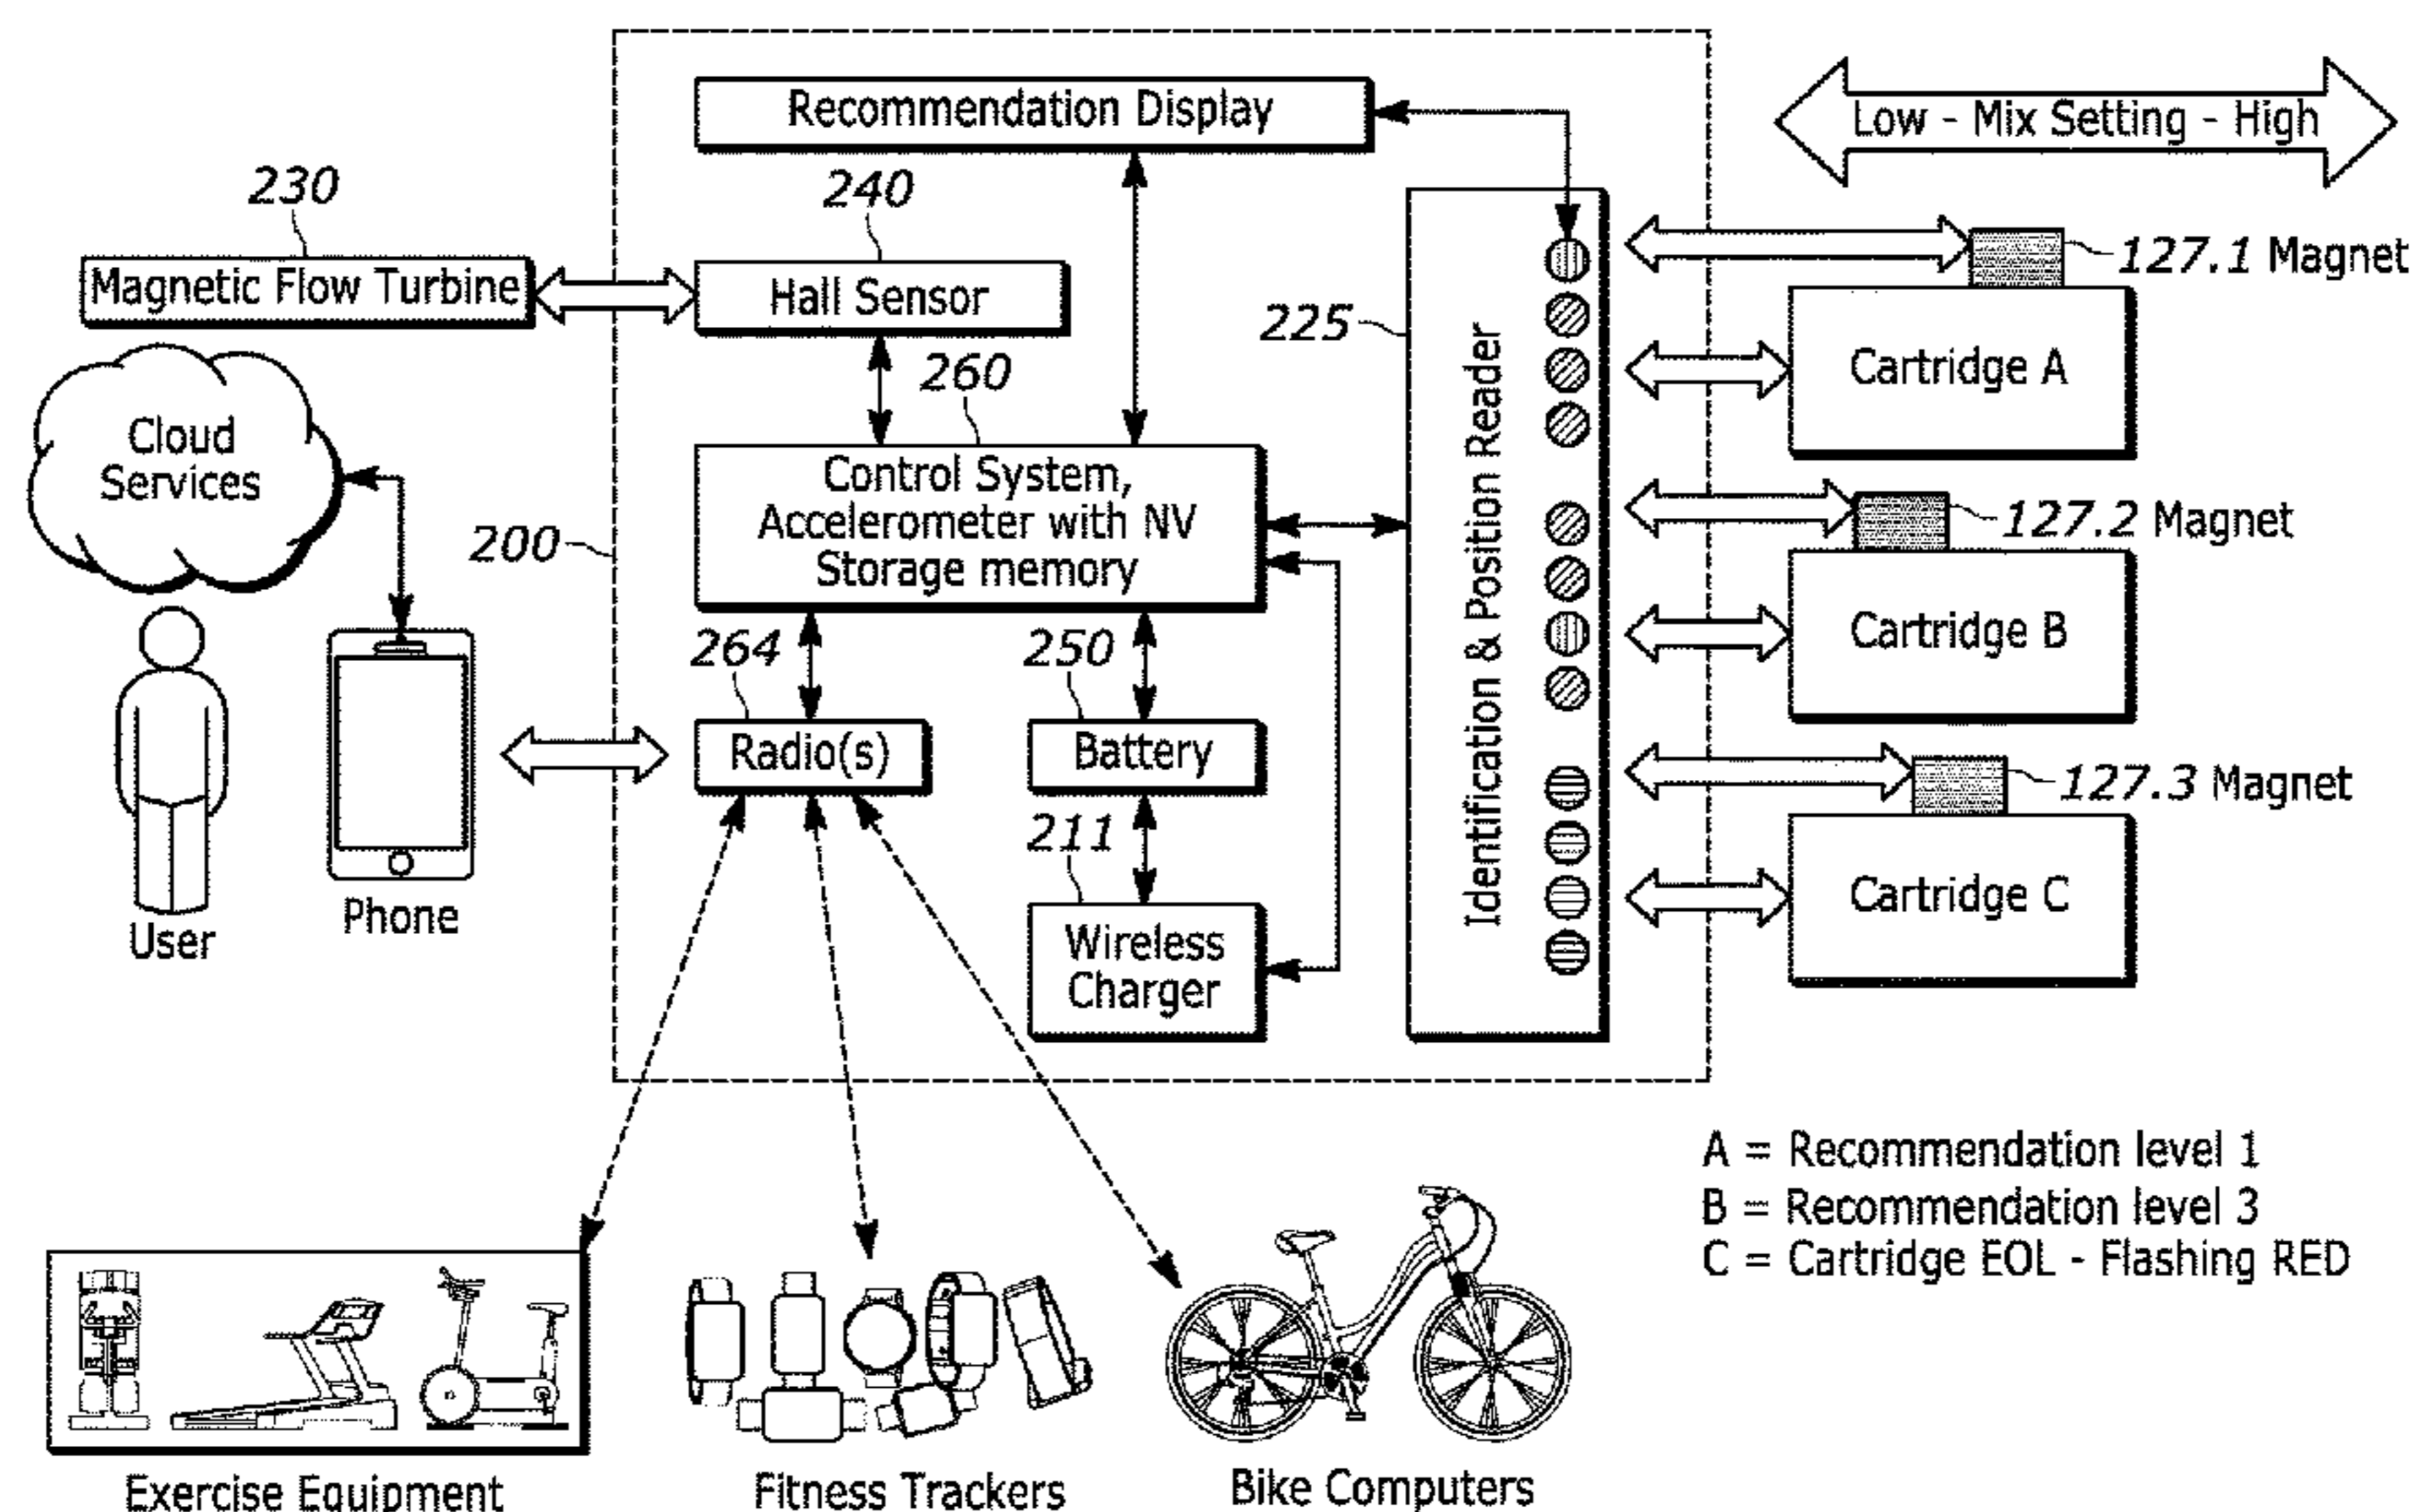 Recommendation Display
Low - Mix Setting - High
230
240
Magnetic Flow Turbine
Hall Sensor
225
127.1 Magnet
Cartridge A
260
Cloud
Services
Control System,
Accelerometer with NV
Storage memory
200
Identification & Position Reader
127.2 Magnet
Cartridge B
264
250
Radio(s)
Battery
127.3 Magnet
211
Cartridge C
Wireless
Charger
User
Phone
A = Recommendation level 1
B = Recommendation level 3
C = Cartridge EOL - Flashing RED
Exercise Equipment
Fitness Trackers
Bike Computers